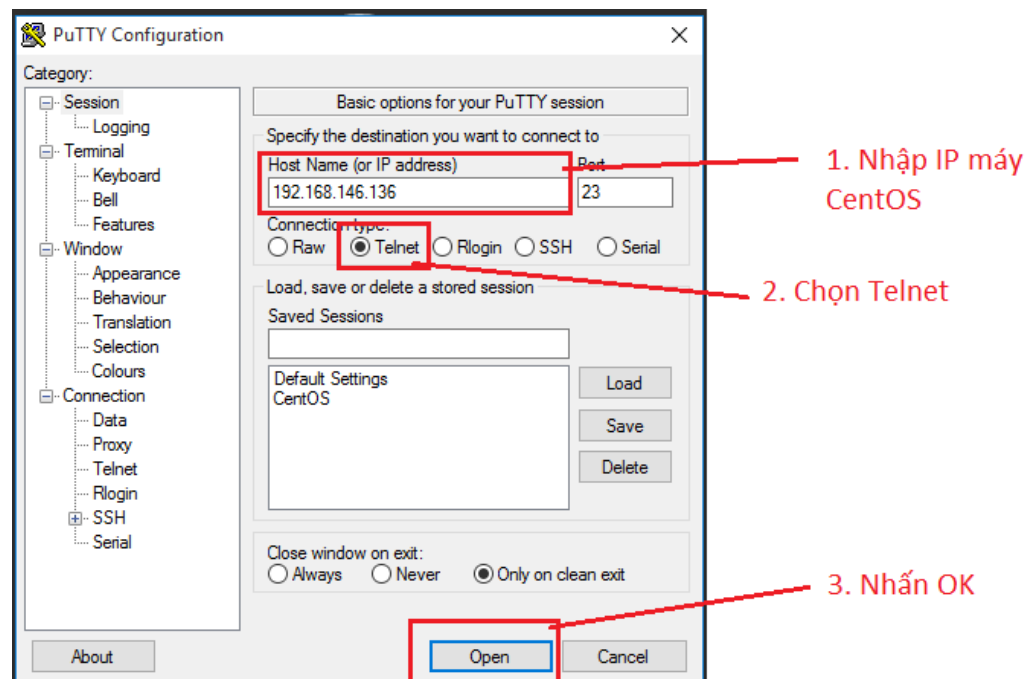 PuTTY Configuration
Category:
Session
Logging
Terminal
Keyboard
Bell
Features
Window
Appearance
Behaviour
Translation
Selection
Colours
Connection
Data
Proxy
Telnet
Rlogin
SSH
Serial
Basic options for your PuTTY session
Specify the destination you want to connect to
Host Name (or IP address) Port
192.168.146.136 23
Connection type:
Raw Telnet Rlogin SSH Serial
Load, save or delete a stored session
Saved Sessions
Default Settings
CentOS
Load
Save
Delete
Close window on exit:
Always Never Only on clean exit
About Open Cancel
1. Nhập IP máy
CentOS
2. Chọn Telnet
3. Nhấn OK